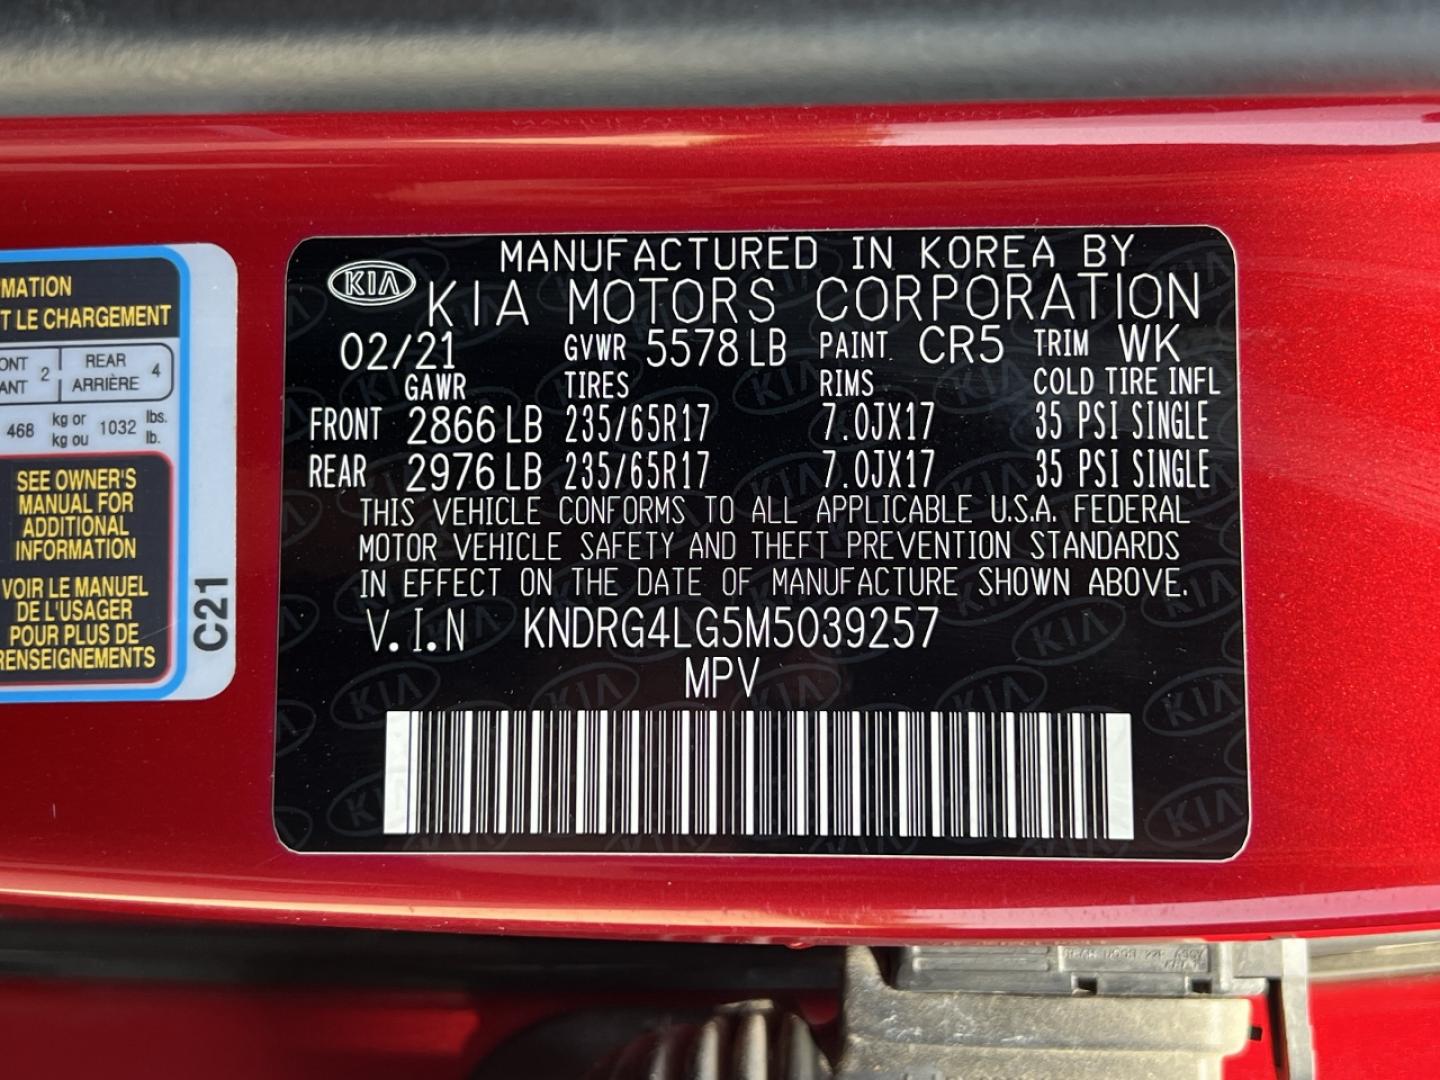 MATION
T LE CHARGEMENT
ONT 2 REAR 4
ANT ARRIÈRE
468 kg or 1032 lbs.
kg ou lb.
SEE OWNER'S
MANUAL FOR
ADDITIONAL
INFORMATION
VOIR LE MANUEL
DE L'USAGER
POUR PLUS DE
RENSEIGNEMENTS
C21
MANUFACTURED IN KOREA BY
KIA KIA MOTORS CORPORATION
02/21 GVWR 5578 LB PAINT CR5 TRIM WK
GAWR TIRES RIMS COLD TIRE INFL
FRONT 2866 LB 235/65R17 7.0JX17 35 PSI SINGLE
REAR 2976 LB 235/65R17 7.0JX17 35 PSI SINGLE
THIS VEHICLE CONFORMS TO ALL APPLICABLE U.S.A. FEDERAL
MOTOR VEHICLE SAFETY AND THEFT PREVENTION STANDARDS
IN EFFECT ON THE DATE OF MANUFACTURE SHOWN ABOVE.
V.I.N KNDRG4LG5M5039257
MPV